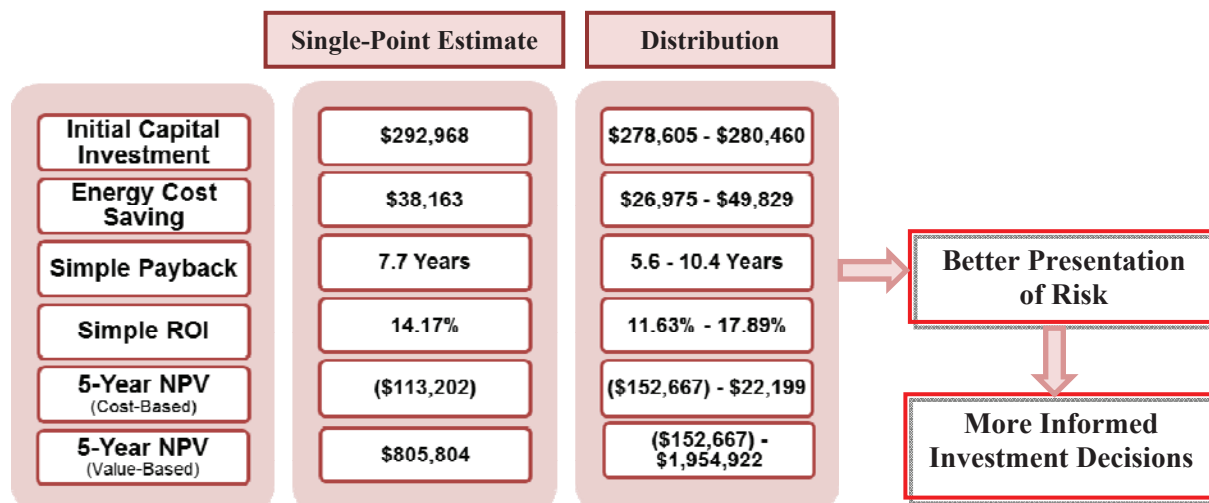 Single-Point Estimate
Distribution
Initial Capital
Investment
$292,968
$278,605 - $280,460
Energy Cost
Saving
$38,163
$26,975 - $49,829
Simple Payback
7.7 Years
5.6 - 10.4 Years
Simple ROI
14.17%
11.63% - 17.89%
5-Year NPV
(Cost-Based)
($113,202)
($152,667) - $22,199
5-Year NPV
(Value-Based)
$805,804
($152,667) -
$1,954,922
Better Presentation
of Risk
More Informed
Investment Decisions